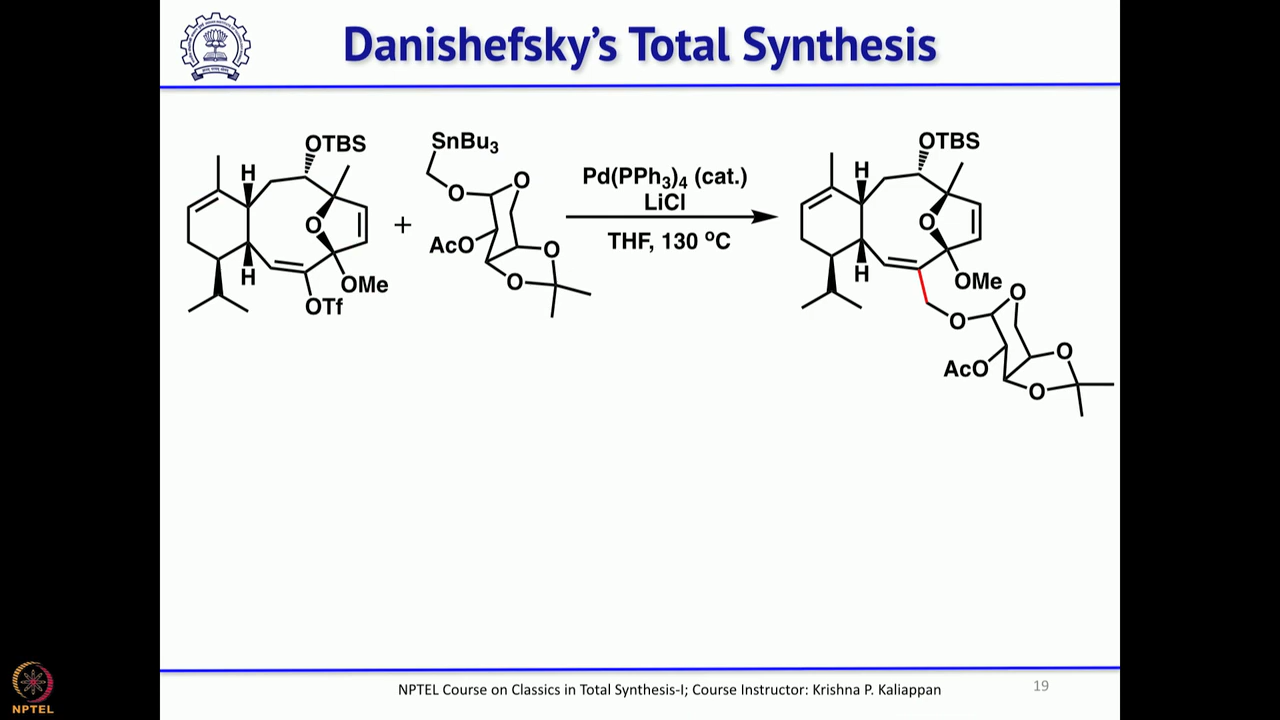 Danishefsky's Total Synthesis
OTBS
H
O
H
OMe
OTf
+
SnBu3
O
O
AcO
O
O
Pd(PPh3)4 (cat.)
LiCl
THF, 130 oC
OTBS
H
O
H
OMe
O
O
AcO
O
O
NPTEL Course on Classics in Total Synthesis-I; Course Instructor: Krishna P. Kaliappan
19
NPTEL